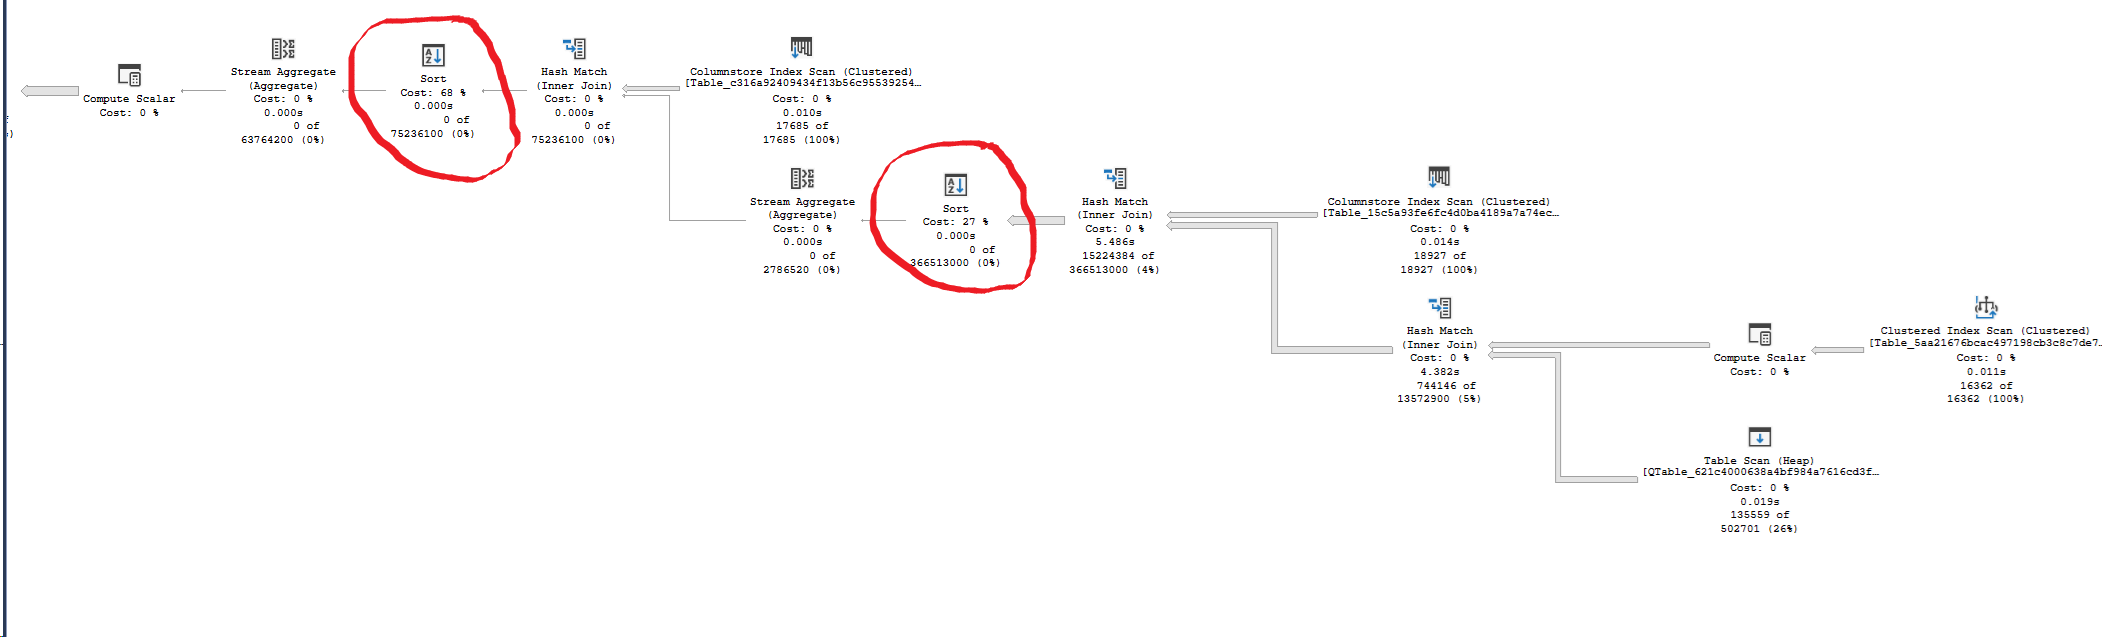 Compute Scalar
Cost: 0 %
Stream Aggregate
(Aggregate)
Cost: 0 %
0.000s
0 of
63764200 (0%)
Sort
Cost: 68 %
0.000s
0 of
75236100 (0%)
Hash Match
(Inner Join)
Cost: 0 %
0.000s
0 of
75236100 (0%)
Columnstore Index Scan (Clustered)
[Table_c316a92409434f13b56c95539254…
Cost: 0 %
0.010s
17685 of
17685 (100%)
Stream Aggregate
(Aggregate)
Cost: 0 %
0.000s
0 of
2786520 (0%)
Sort
Cost: 27 %
0.000s
0 of
366513000 (0%)
Hash Match
(Inner Join)
Cost: 0 %
5.486s
15224384 of
366513000 (4%)
Columnstore Index Scan (Clustered)
[Table_15c5a93fe6fc4d0ba4189a7a74ec…
Cost: 0 %
0.014s
18927 of
18927 (100%)
Hash Match
(Inner Join)
Cost: 0 %
4.382s
744146 of
13572900 (5%)
Compute Scalar
Cost: 0 %
Clustered Index Scan (Clustered)
[Table_5aa21676bcac497198cb3c8c7de7…
Cost: 0 %
0.011s
16362 of
16362 (100%)
Table Scan (Heap)
[QTable_621c4000638a4bf984a7616cd3f…
Cost: 0 %
0.019s
135559 of
502701 (26%)